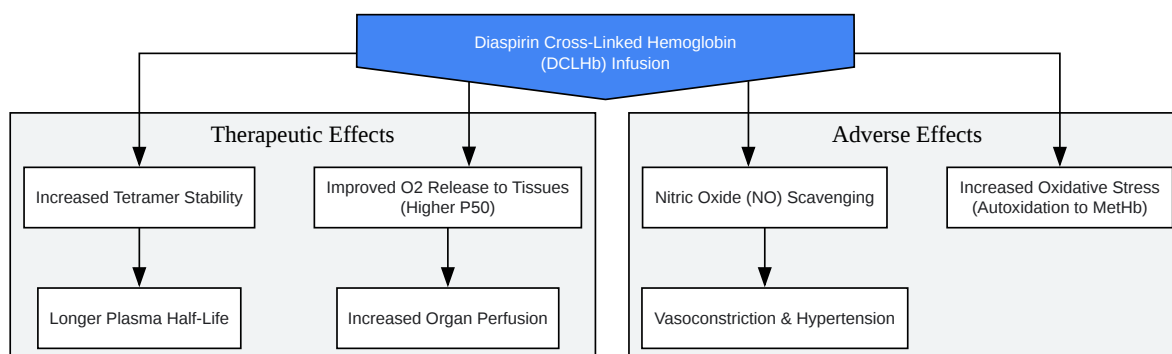 Diaspirin Cross-Linked Hemoglobin
(DCLHb) Infusion
Therapeutic Effects
Adverse Effects
Increased Tetramer Stability
Improved O2 Release to Tissues
(Higher P50)
Nitric Oxide (NO) Scavenging
Increased Oxidative Stress
(Autoxidation to MetHb)
Longer Plasma Half-Life
Increased Organ Perfusion
Vasoconstriction & Hypertension